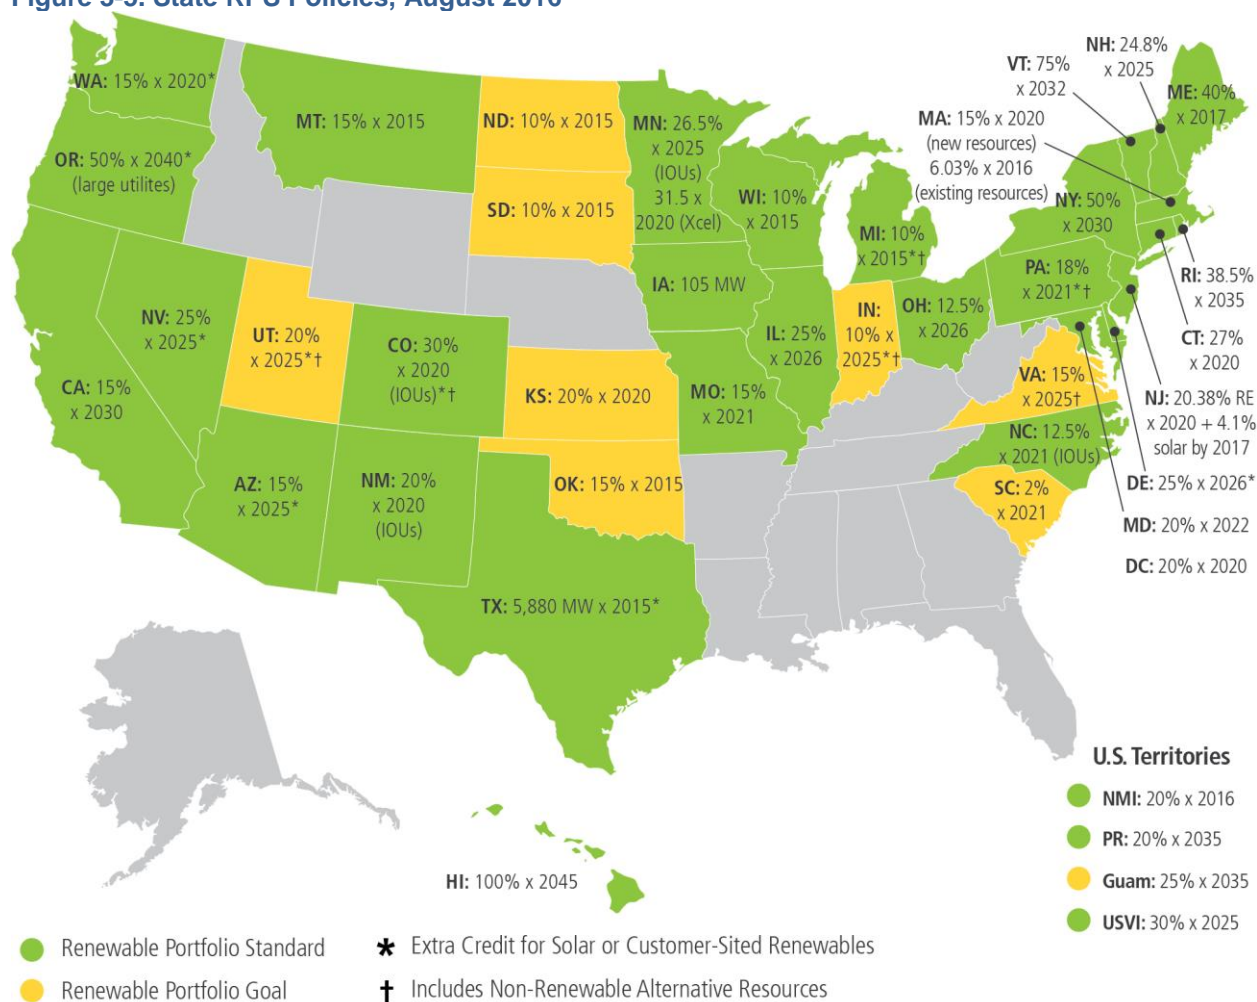 Figure 3-3. State RPS Policies, August 2016
WA: 15% x 2020*
MT: 15% x 2015
ND: 10% x 2015
MN: 26.5%
x 2025
(IOUs)
31.5 x
2020 (Xcel)
OR: 50% x 2040*
(large utilites)
SD: 10% x 2015
WI: 10%
x 2015
MI: 10%
x 2015*†
NH: 24.8%
x 2025
VT: 75%
x 2032
ME: 40%
x 2017
MA: 15% x 2020
(new resources)
6.03% x 2016
(existing resources)
NY: 50%
x 2030
PA: 18%
x 2021*†
RI: 38.5%
x 2035
CT: 27%
x 2020
NJ: 20.38% RE
x 2020 + 4.1%
solar by 2017
DE: 25% x 2026*
MD: 20% x 2022
DC: 20% x 2020
IA: 105 MW
NV: 25%
x 2025*
UT: 20%
x 2025*†
CO: 30%
x 2020
(IOUs)*†
IL: 25%
x 2026
IN:
10% x
2025*†
OH: 12.5%
x 2026
CA: 15%
x 2030
KS: 20% x 2020
MO: 15%
x 2021
VA: 15%
x 2025†
NC: 12.5%
x 2021 (IOUs)
AZ: 15%
x 2025*
NM: 20%
x 2020
(IOUs)
OK: 15% x 2015
SC: 2%
x 2021
TX: 5,880 MW x 2015*
HI: 100% x 2045
U.S. Territories
NMI: 20% x 2016
PR: 20% x 2035
Guam: 25% x 2035
USVI: 30% x 2025
Renewable Portfolio Standard
* Extra Credit for Solar or Customer-Sited Renewables
Renewable Portfolio Goal
† Includes Non-Renewable Alternative Resources